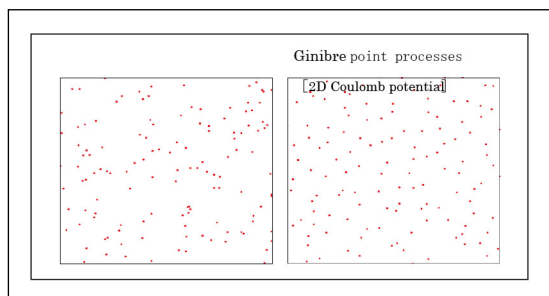 Ginibre point processes
[2D Coulomb potential]